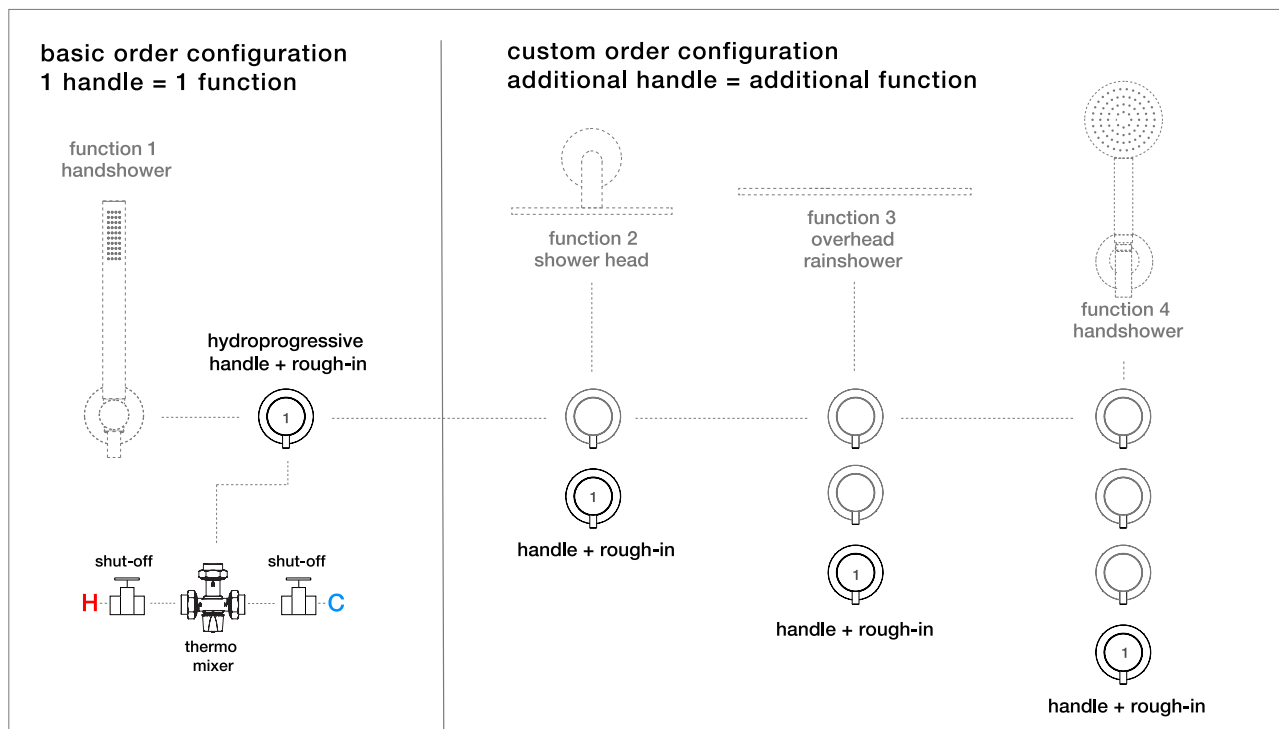 basic order configuration
1 handle = 1 function
custom order configuration
additional handle = additional function
function 1
handshower
function 2
shower head
function 3
overhead
rainshower
function 4
handshower
hydroprogressive
handle + rough-in
1
1
handle + rough-in
1
handle + rough-in
1
handle + rough-in
shut-off
shut-off
H
C
thermo
mixer